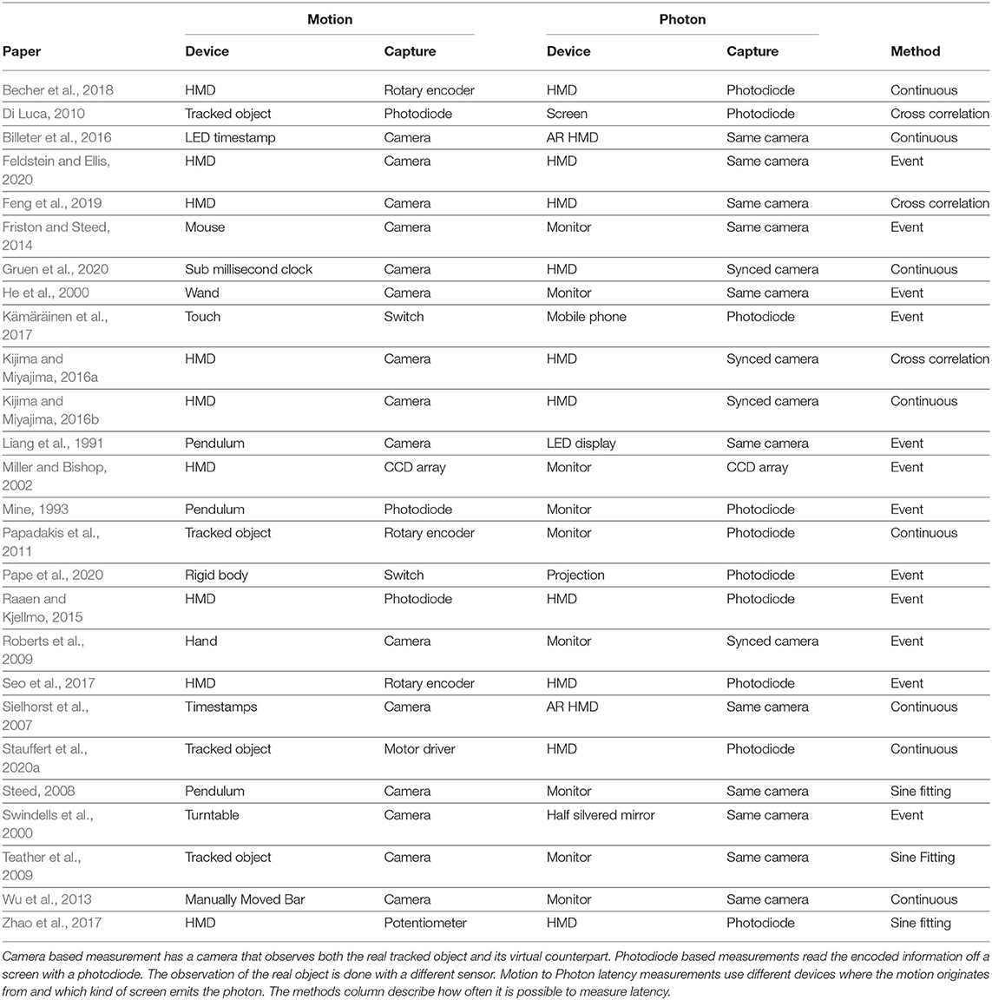 Motion Photon
Paper Device Capture Device Capture Method
Becher et al., 2018 HMD Rotary encoder HMD Photodiode Continuous
Di Luca, 2010 Tracked object Photodiode Screen Photodiode Cross correlation
Billeter et al., 2016 LED timestamp Camera AR HMD Same camera Continuous
Feldstein and Ellis, HMD Camera HMD Same camera Event
2020
Feng et al., 2019 HMD Camera HMD Same camera Cross correlation
Friston and Steed, Mouse Camera Monitor Same camera Event
2014
Gruen et al., 2020 Sub millisecond clock Camera HMD Synced camera Continuous
He et al., 2000 Wand Camera Monitor Same camera Event
Kämäräinen et al., Touch Switch Mobile phone Photodiode Event
2017
Kijima and HMD Camera HMD Synced camera Cross correlation
Miyajima, 2016a
Kijima and HMD Camera HMD Synced camera Continuous
Miyajima, 2016b
Liang et al., 1991 Pendulum Camera LED display Same camera Event
Miller and Bishop, HMD CCD array Monitor CCD array Event
2002
Mine, 1993 Pendulum Photodiode Monitor Photodiode Event
Papadakis et al., Tracked object Rotary encoder Monitor Photodiode Continuous
2011
Pape et al., 2020 Rigid body Switch Projection Photodiode Event
Raaen and HMD Photodiode HMD Photodiode Event
Kjellmo, 2015
Roberts et al., Hand Camera Monitor Synced camera Event
2009
Seo et al., 2017 HMD Rotary encoder HMD Photodiode Event
Sielhorst et al., Timestamps Camera AR HMD Same camera Continuous
2007
Stauffert et al., Tracked object Motor driver HMD Photodiode Continuous
2020a
Steed, 2008 Pendulum Camera Monitor Same camera Sine fitting
Swindells et al., Turntable Camera Half silvered mirror Same camera Event
2000
Teather et al., Tracked object Camera Monitor Same camera Sine Fitting
2009
Wu et al., 2013 Manually Moved Bar Camera Monitor Same camera Continuous
Zhao et al., 2017 HMD Potentiometer HMD Photodiode Sine fitting
Camera based measurement has a camera that observes both the real tracked object and its virtual counterpart. Photodiode based measurements read the encoded information off a
screen with a photodiode. The observation of the real object is done with a different sensor. Motion to Photon latency measurements use different devices where the motion originates
from and which kind of screen emits the photon. The methods column describe how often it is possible to measure latency.